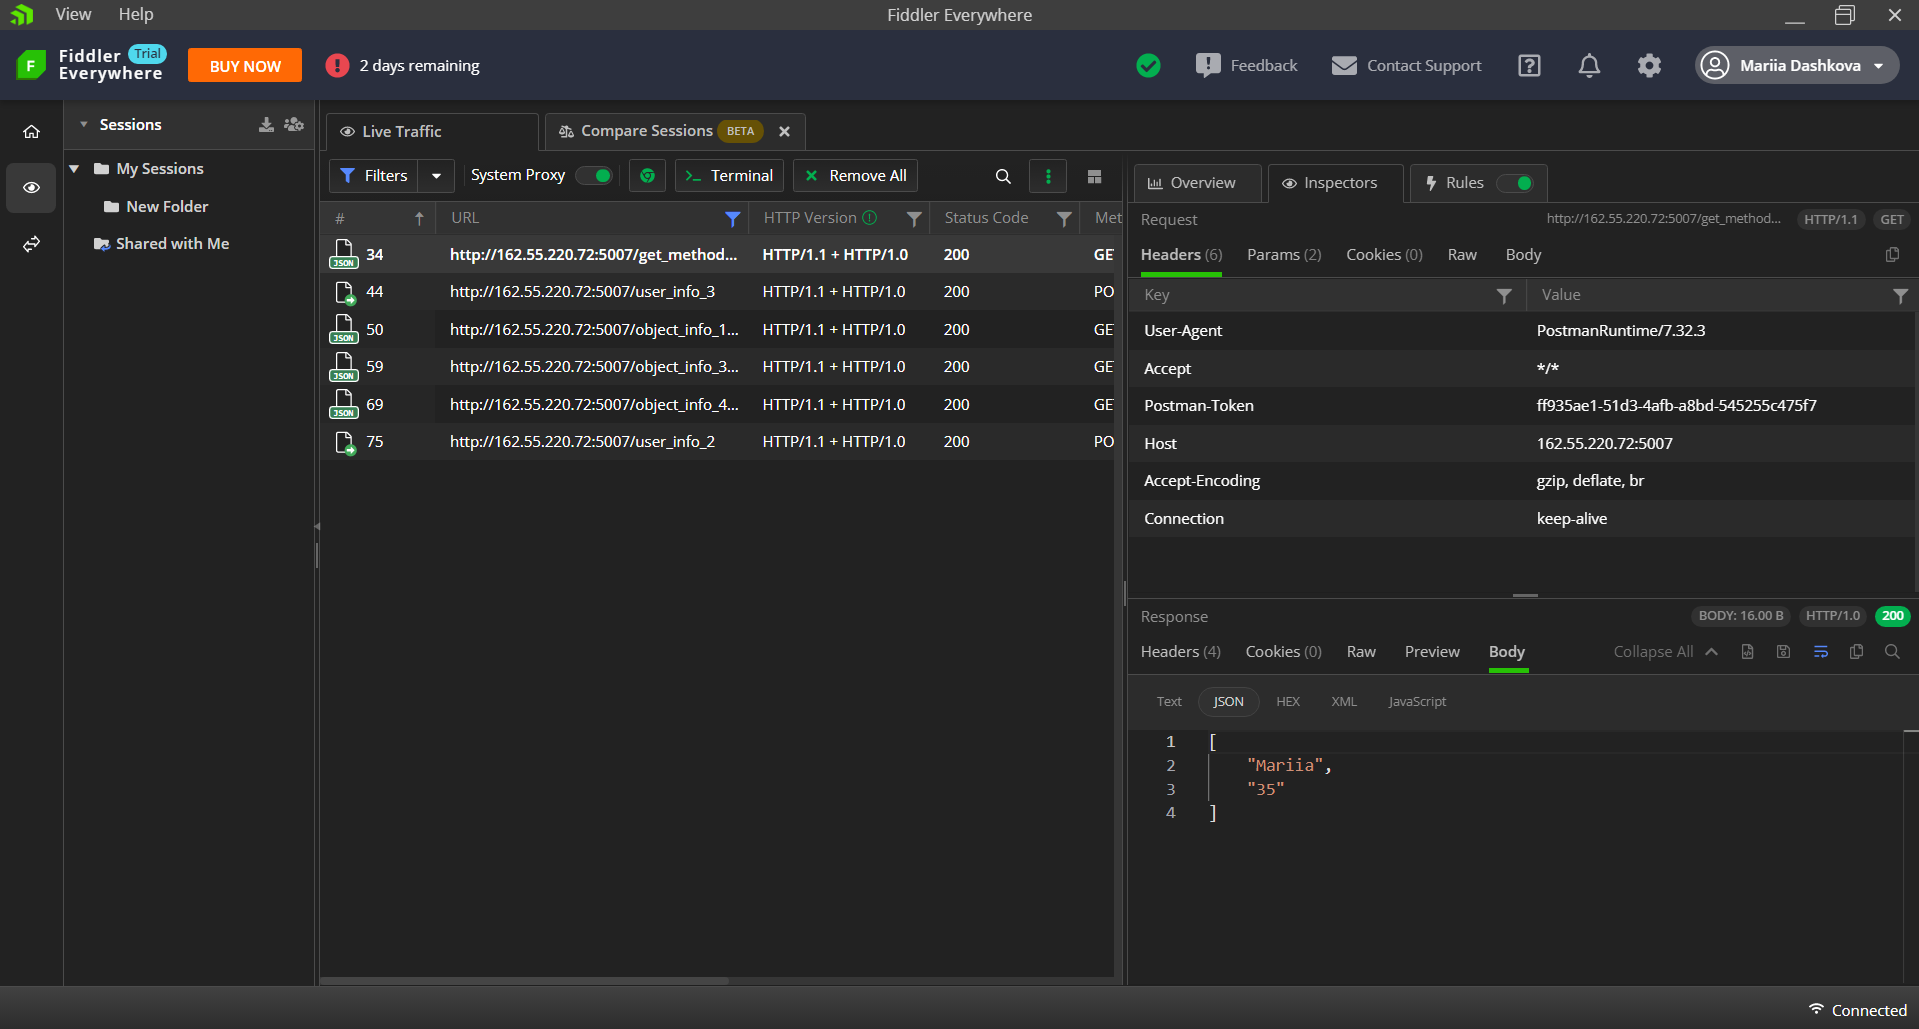 View Help Fiddler Everywhere
Fiddler Everywhere Trial BUY NOW 2 days remaining Feedback Contact Support Mariia Dashkova
Sessions
My Sessions
New Folder
Shared with Me
Live Traffic Compare Sessions BETA
Filters System Proxy Terminal Remove All
# URL HTTP Version Status Code Met
JSON 34 http://162.55.220.72:5007/get_method... HTTP/1.1 + HTTP/1.0 200 GE
44 http://162.55.220.72:5007/user_info_3 HTTP/1.1 + HTTP/1.0 200 PO
JSON 50 http://162.55.220.72:5007/object_info_1... HTTP/1.1 + HTTP/1.0 200 GE
JSON 59 http://162.55.220.72:5007/object_info_3... HTTP/1.1 + HTTP/1.0 200 GE
JSON 69 http://162.55.220.72:5007/object_info_4... HTTP/1.1 + HTTP/1.0 200 GE
75 http://162.55.220.72:5007/user_info_2 HTTP/1.1 + HTTP/1.0 200 PO
Overview Inspectors Rules
Request http://162.55.220.72:5007/get_method... HTTP/1.1 GET
Headers (6) Params (2) Cookies (0) Raw Body
Key Value
User-Agent PostmanRuntime/7.32.3
Accept */*
Postman-Token ff935ae1-51d3-4afb-a8bd-545255c475f7
Host 162.55.220.72:5007
Accept-Encoding gzip, deflate, br
Connection keep-alive
Response BODY: 16.00 B HTTP/1.0 200
Headers (4) Cookies (0) Raw Preview Body Collapse All
Text JSON HEX XML JavaScript
1 [
2 "Mariia",
3 "35"
4 ]
Connected